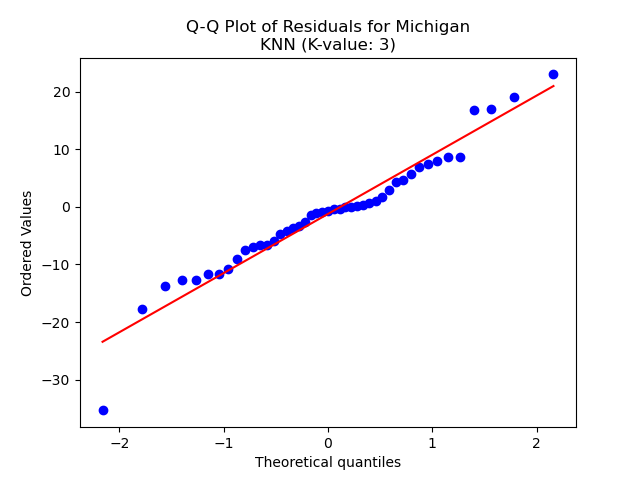 Q-Q Plot of Residuals for Michigan
KNN (K-value: 3)
20
10
0
−10
−20
−30
Ordered Values
−2
−1
0
1
2
Theoretical quantiles